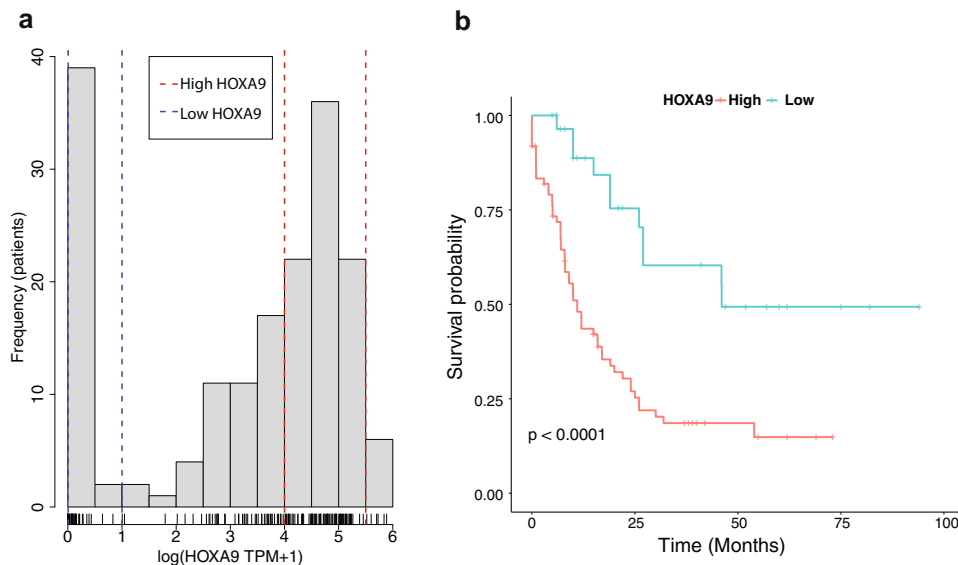 a
Frequency (patients)
40
30
20
10
0
High HOXA9
Low HOXA9
0 1 2 3 4 5 6
log(HOXA9 TPM+1)
b
HOXA9 High Low
Survival probability
1.00
0.75
0.50
0.25
0.00
p < 0.0001
0 25 50 75 100
Time (Months)